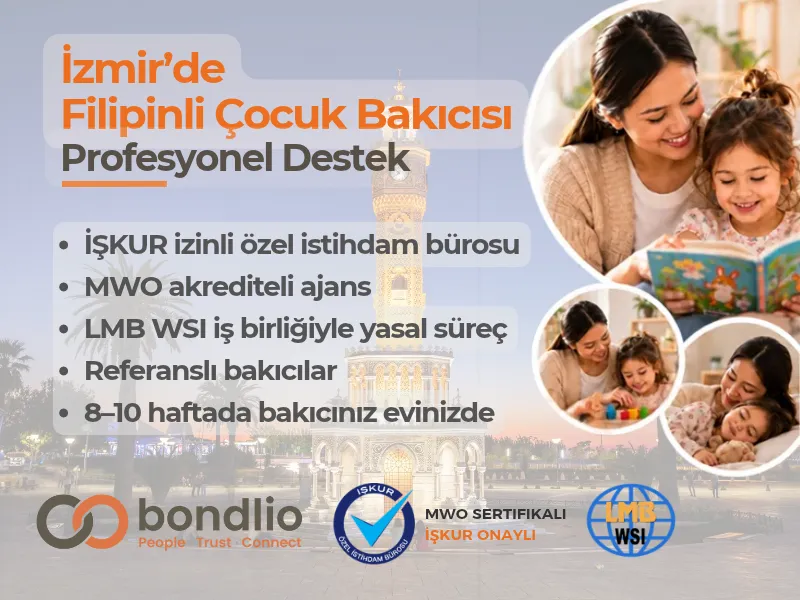 İzmir’de
Filipinli Çocuk Bakıcısı
Profesyonel Destek
• İŞKUR izinli özel istihdam bürosu
• MWO akrediteli ajans
• LMB WSI iş birliğiyle yasal süreç
• Referanslı bakıcılar
• 8–10 haftada bakıcınız evinizde
bondlio
People · Trust · Connect
İŞKUR
ÖZEL İSTİHDAM BÜROSU
MWO SERTIFIKALI
İŞKUR ONAYLİ
LMB
WSI